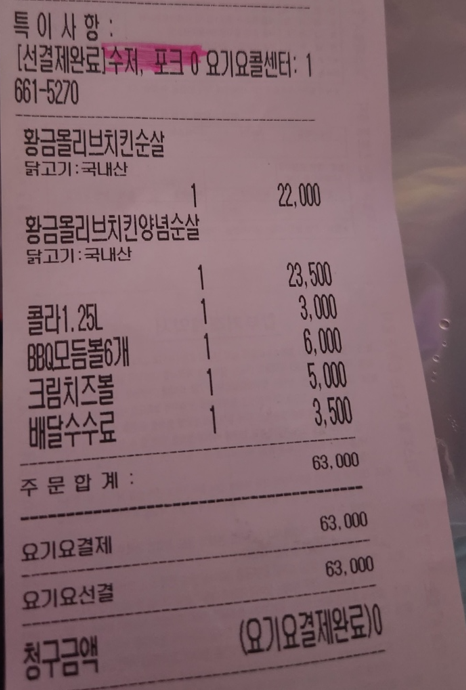 특이사항:
[선결제완료]수저, 포크 0 요기요콜센터: 1
661-5270
황금올리브치킨순살
닭고기:국내산
1 22,000
황금올리브치킨양념순살
닭고기:국내산
1 23,500
콜라1.25L 1 3,000
BBQ모듬볼6개 1 6,000
크림치즈볼 1 5,000
배달수수료 1 3,500
주문합계: 63,000
요기요결제 63,000
요기요선결 63,000
청구금액 (요기요결제완료)0